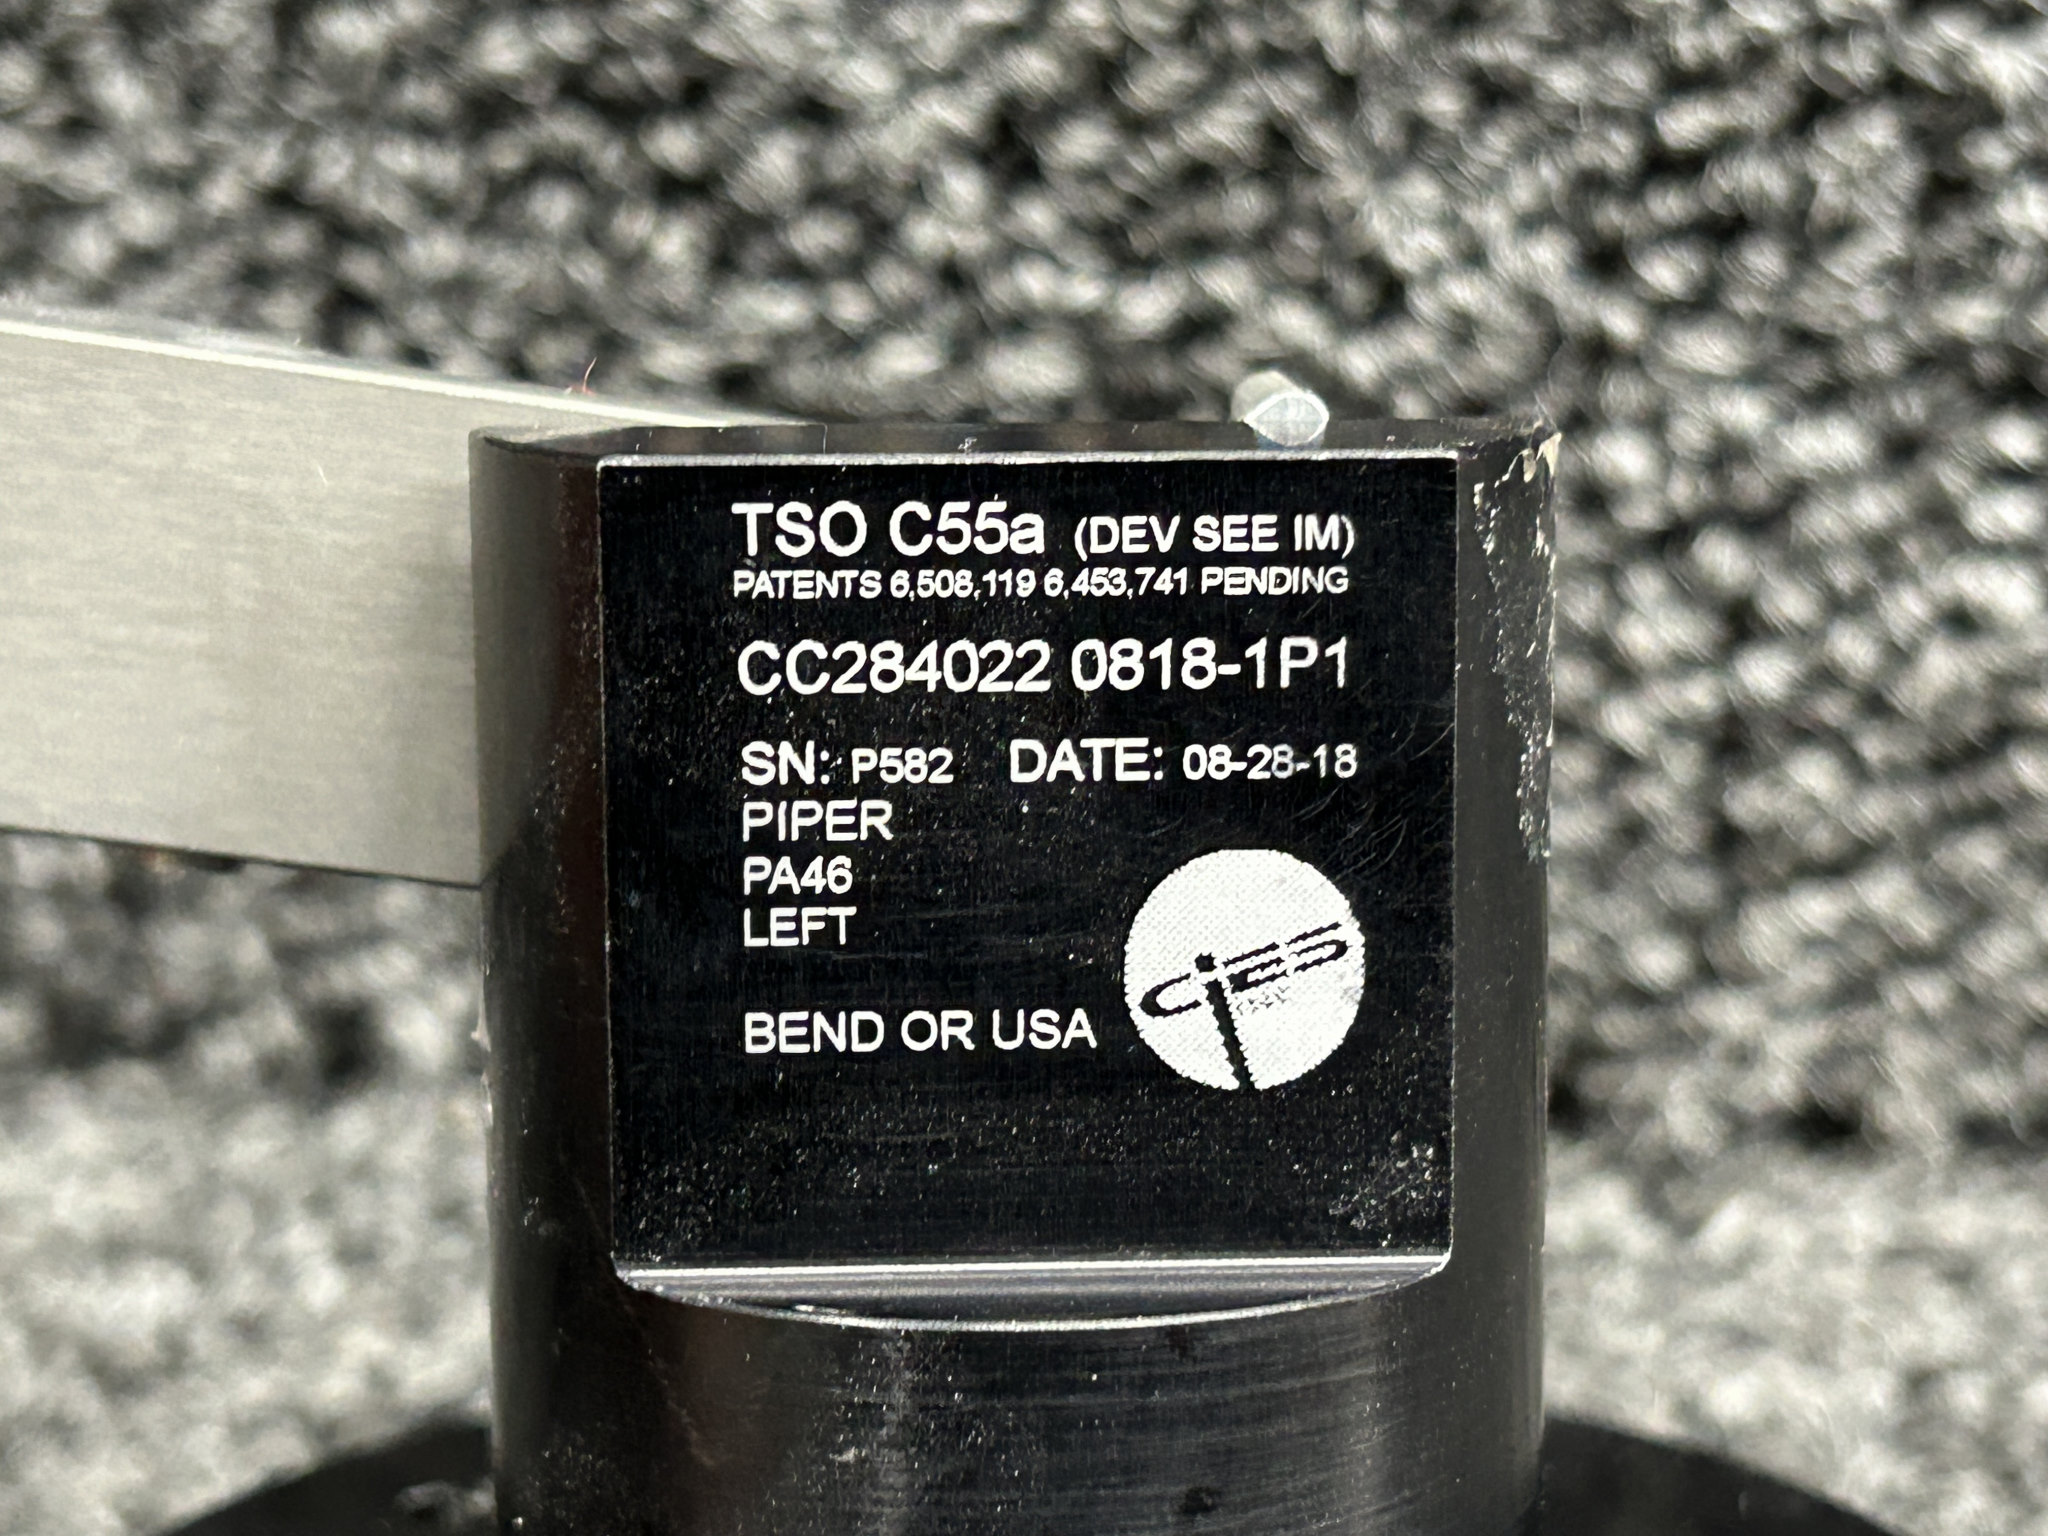 TSO C55a (DEV SEE IM)
PATENTS 6,508,119 6,453,741 PENDING
CC284022 0818-1P1
SN: P582 DATE: 08-28-18
PIPER
PA46
LEFT
CiES
BEND OR USA